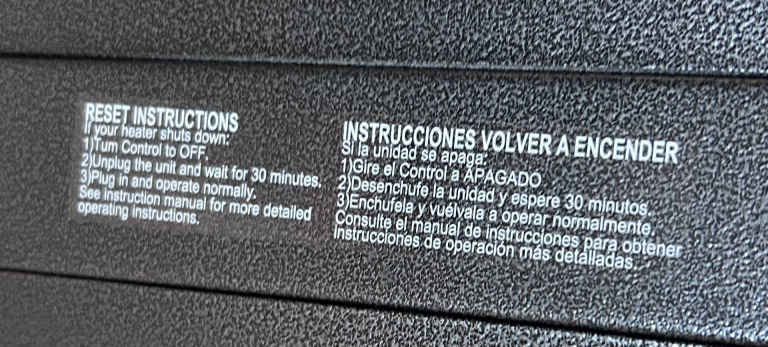 RESET INSTRUCTIONS
If your heater shuts down:
1)Turn Control to OFF.
2)Unplug the unit and wait for 30 minutes.
3)Plug in and operate normally.
See instruction manual for more detailed
operating instructions.
INSTRUCCIONES VOLVER A ENCENDER
Si la unidad se apaga:
1)Gire el Control a APAGADO
2)Desenchufe la unidad y espere 30 minutos.
3)Enchufela y vuélvala a operar normalmente.
Consulte el manual de instrucciones para obtener
Instrucciones de operación más detalladas.